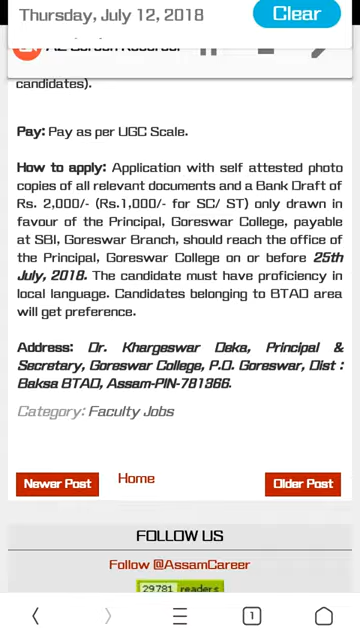 Thursday, July 12, 2018
Clear
candidates).
Pay: Pay as per UGC Scale.
How to apply: Application with self attested photo
copies of all relevant documents and a Bank Draft of
Rs. 2,000/- (Rs.1,000/- for SC/ ST) only drawn in
favour of the Principal, Goreswar College, payable
at SBI, Goreswar Branch, should reach the office of
the Principal, Goreswar College on or before 25th
July, 2018. The candidate must have proficiency in
local language. Candidates belonging to BTAD area
will get preference.
Address: Dr. Khargeswar Deka, Principal &
Secretary, Goreswar College, P.O. Goreswar, Dist :
Baksa BTAD, Assam-PIN-781366.
Category: Faculty Jobs
Newer Post
Home
Older Post
FOLLOW US
Follow @AssamCareer
29781 readers
1